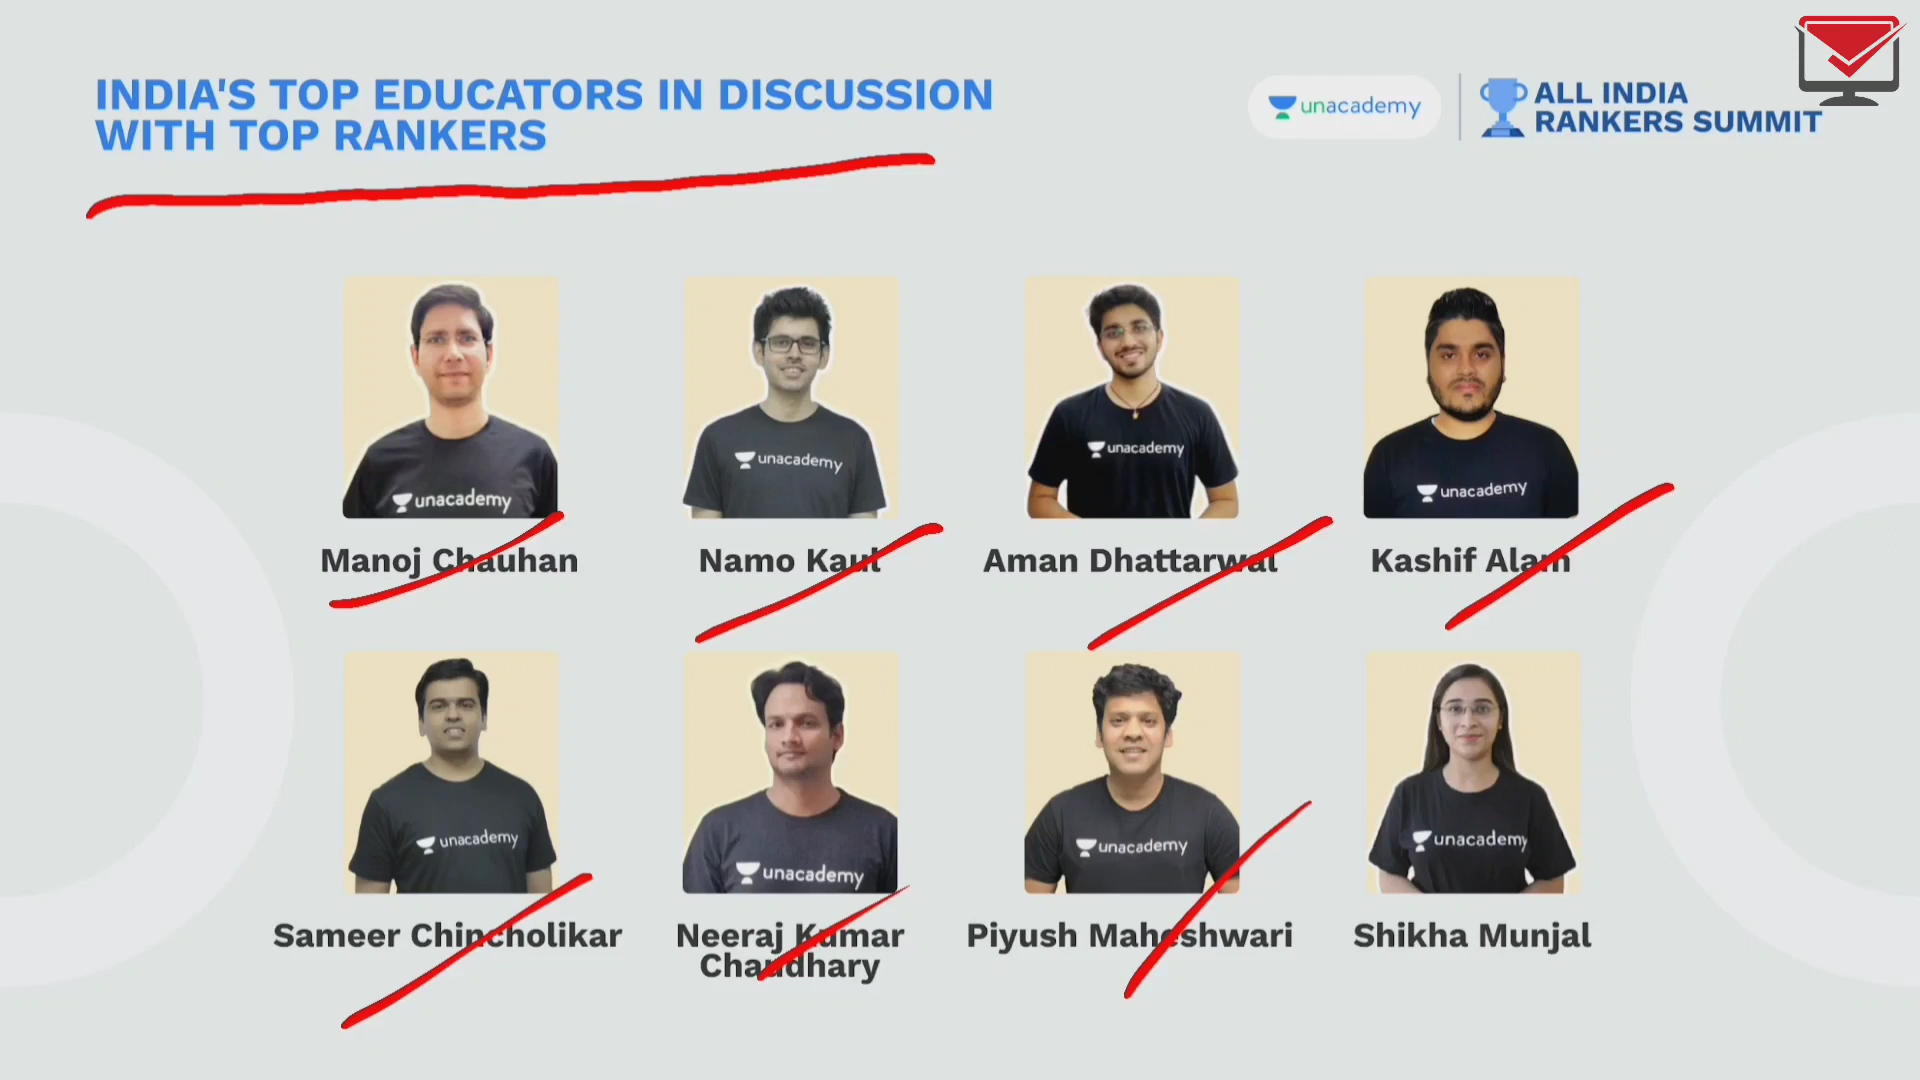 INDIA'S TOP EDUCATORS IN DISCUSSION
WITH TOP RANKERS
unacademy
ALL INDIA
RANKERS SUMMIT
unacademy
unacademy
unacademy
unacademy
Manoj Chauhan
Namo Kaul
Aman Dhattarwal
Kashif Alam
unacademy
unacademy
unacademy
unacademy
Sameer Chincholikar
Neeraj Kumar
Chaudhary
Piyush Maheshwari
Shikha Munjal